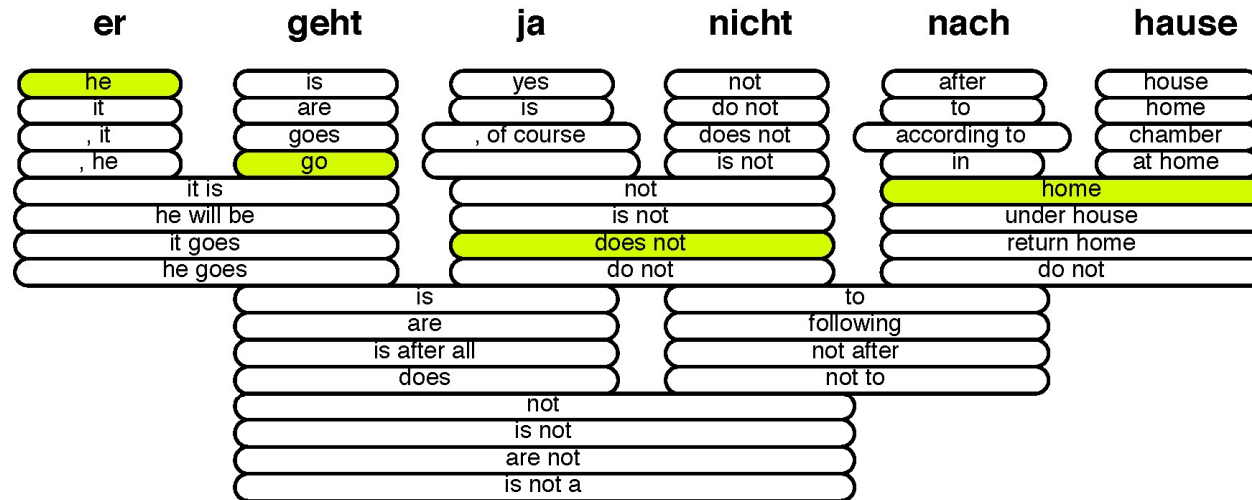 er geht ja nicht nach hause
he is yes not after house
it are is do not to home
, it goes , of course does not according to chamber
, he go is not in at home
it is not home
he will be is not under house
it goes does not return home
he goes do not do not
is to
are following
is after all not after
does not to
not
is not
are not
is not a